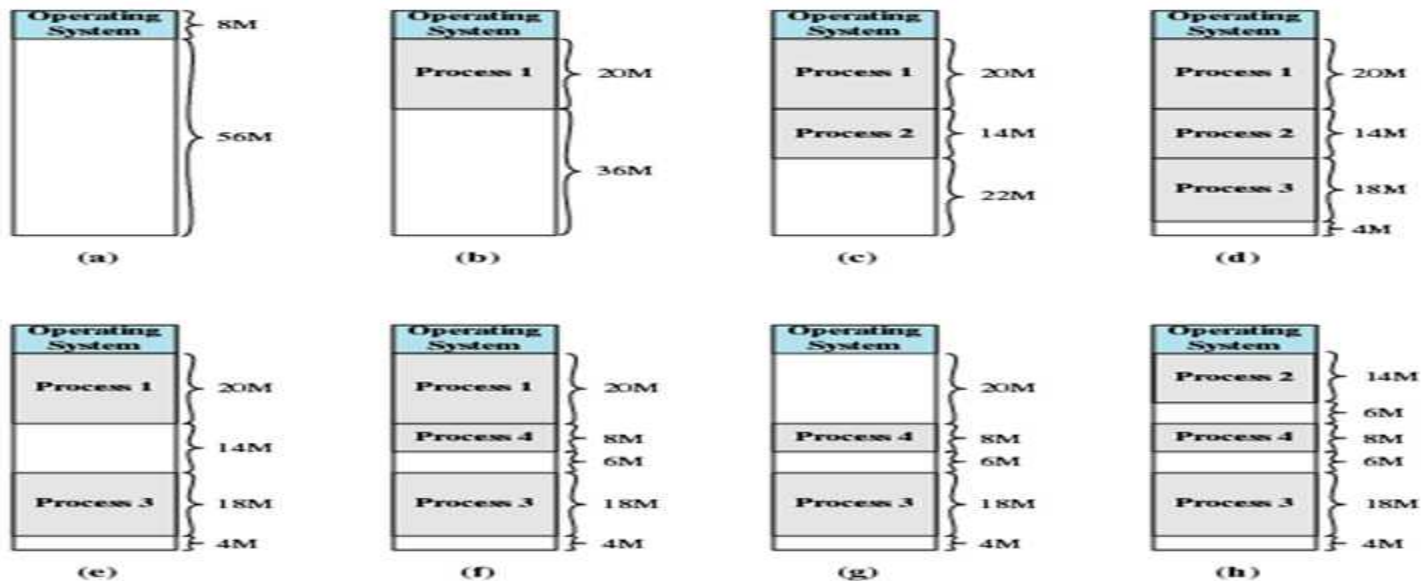 Operating
System
8M
56M
(a)
Operating
System
Process 1
20M
36M
(b)
Operating
System
Process 1
20M
Process 2
14M
22M
(c)
Operating
System
Process 1
20M
Process 2
14M
Process 3
18M
4M
(d)
Operating
System
Process 1
20M
14M
Process 3
18M
4M
(e)
Operating
System
Process 1
20M
Process 4
8M
6M
Process 3
18M
4M
(f)
Operating
System
20M
Process 4
8M
6M
Process 3
18M
4M
(g)
Operating
System
Process 2
14M
6M
Process 4
8M
6M
Process 3
18M
4M
(h)